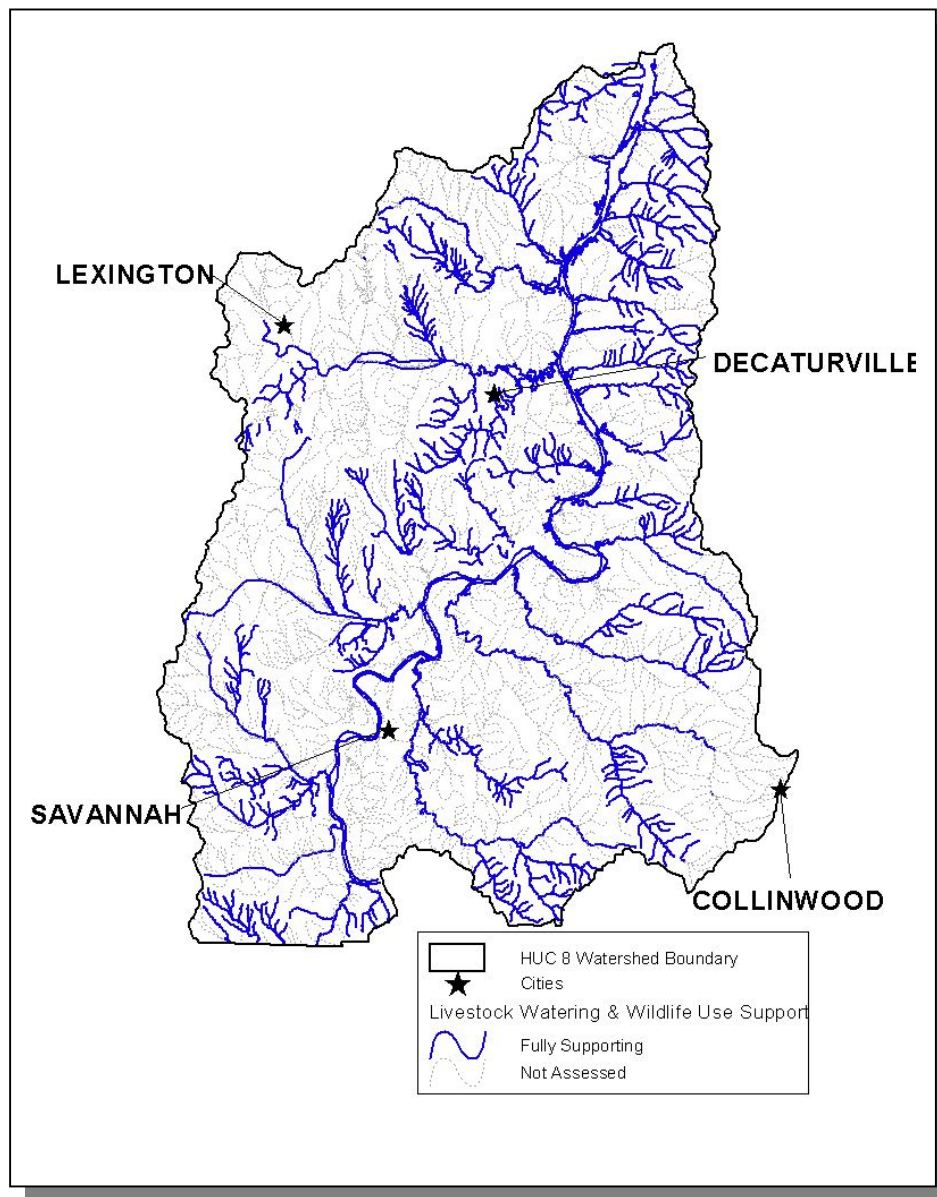 LEXINGTON
DECATURVILLE
SAVANNAH
COLLINWOOD
HUC 8 Watershed Boundary
Cities
Livestock Watering & Wildlife Use Support
Fully Supporting
Not Assessed